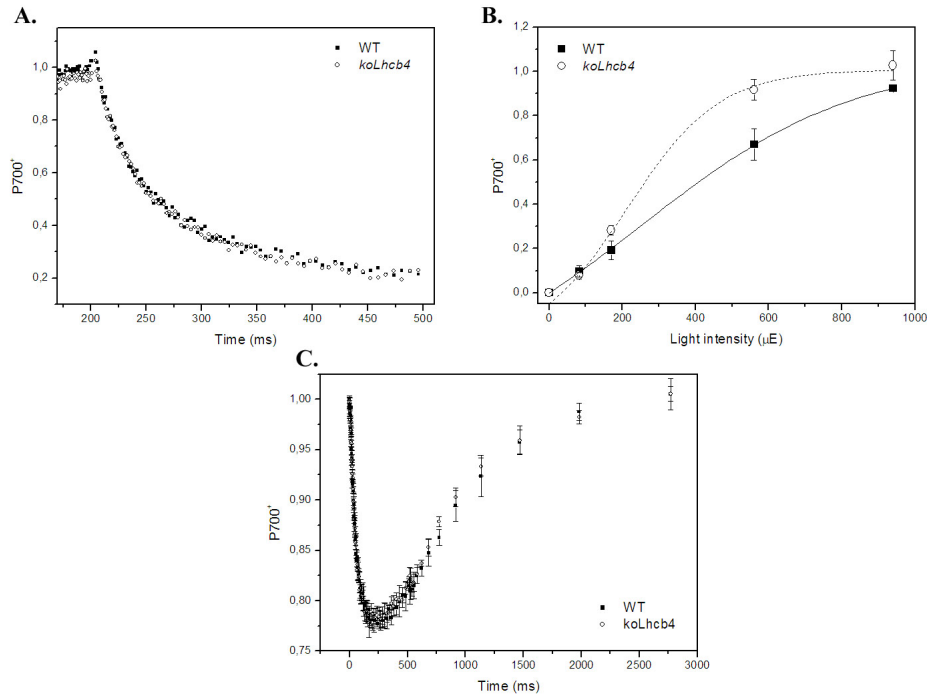 A.
WT
koLhcb4
P700+
1,0
0,8
0,6
0,4
0,2
200
250
300
350
400
450
500
Time (ms)
B.
WT
koLhcb4
P700+
1,0
0,8
0,6
0,4
0,2
0,0
0
200
400
600
800
1000
Light intensity (µE)
C.
P700+
1,00
0,95
0,90
0,85
0,80
0,75
WT
koLhcb4
0
500
1000
1500
2000
2500
3000
Time (ms)